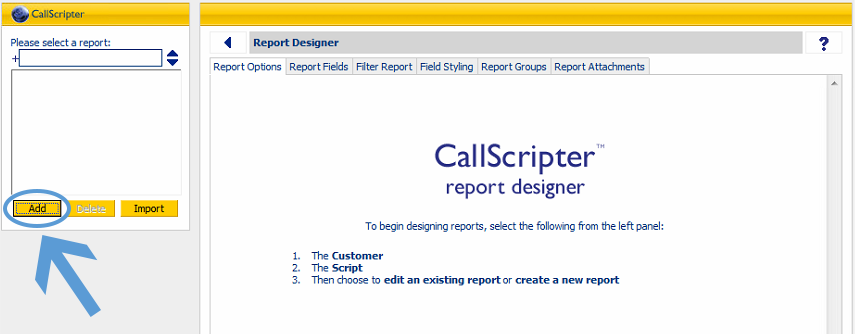 CallScripter
Please select a report:
+
Add Delete Import
Report Designer ?
Report Options Report Fields Filter Report Field Styling Report Groups Report Attachments
CallScripter™
report designer
To begin designing reports, select the following from the left panel:
1. The Customer
2. The Script
3. Then choose to edit an existing report or create a new report